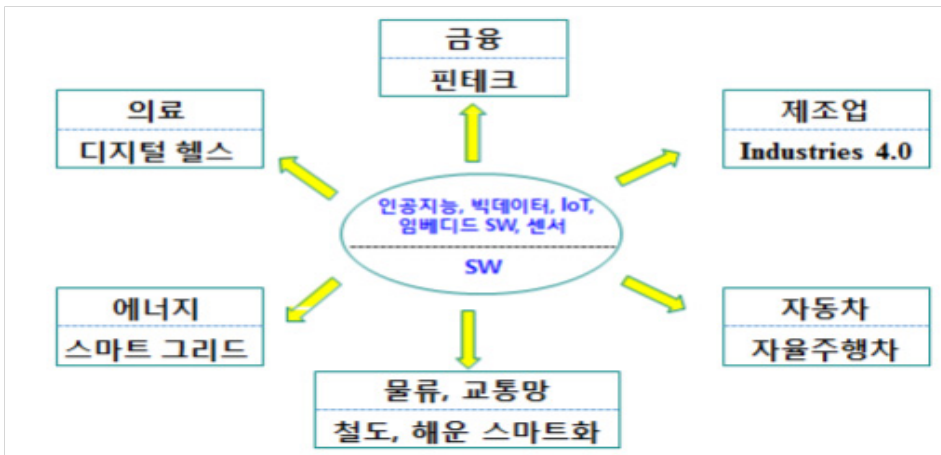 금융
핀테크
의료
디지털 헬스
제조업
Industries 4.0
인공지능, 빅데이터, IoT,
임베디드 SW, 센서
SW
에너지
스마트 그리드
자동차
자율주행차
물류, 교통망
철도, 해운 스마트화